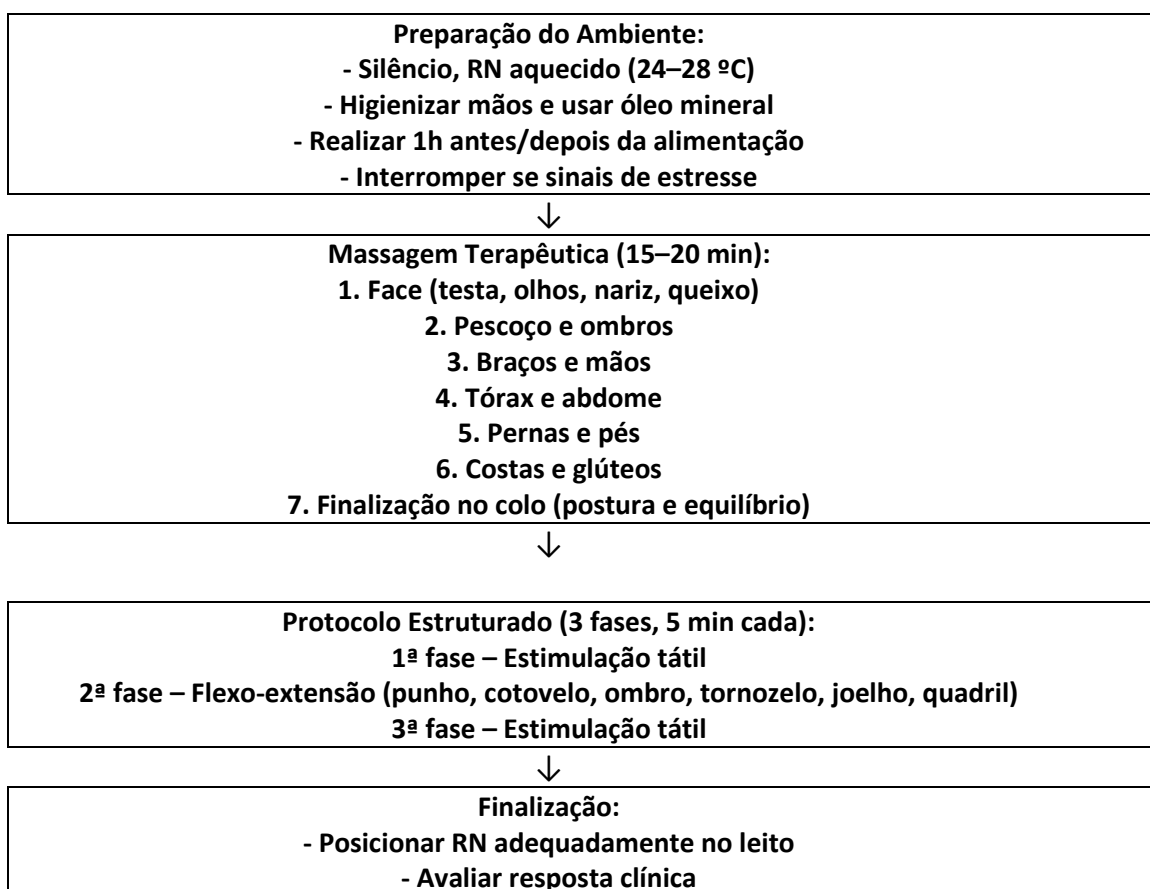 Preparação do Ambiente:
- Silêncio, RN aquecido (24–28 ºC)
- Higienizar mãos e usar óleo mineral
- Realizar 1h antes/depois da alimentação
- Interromper se sinais de estresse
↓
Massagem Terapêutica (15–20 min):
1. Face (testa, olhos, nariz, queixo)
2. Pescoço e ombros
3. Braços e mãos
4. Tórax e abdome
5. Pernas e pés
6. Costas e glúteos
7. Finalização no colo (postura e equilíbrio)
↓
Protocolo Estruturado (3 fases, 5 min cada):
1ª fase – Estimulação tátil
2ª fase – Flexo-extensão (punho, cotovelo, ombro, tornozelo, joelho, quadril)
3ª fase – Estimulação tátil
↓
Finalização:
- Posicionar RN adequadamente no leito
- Avaliar resposta clínica